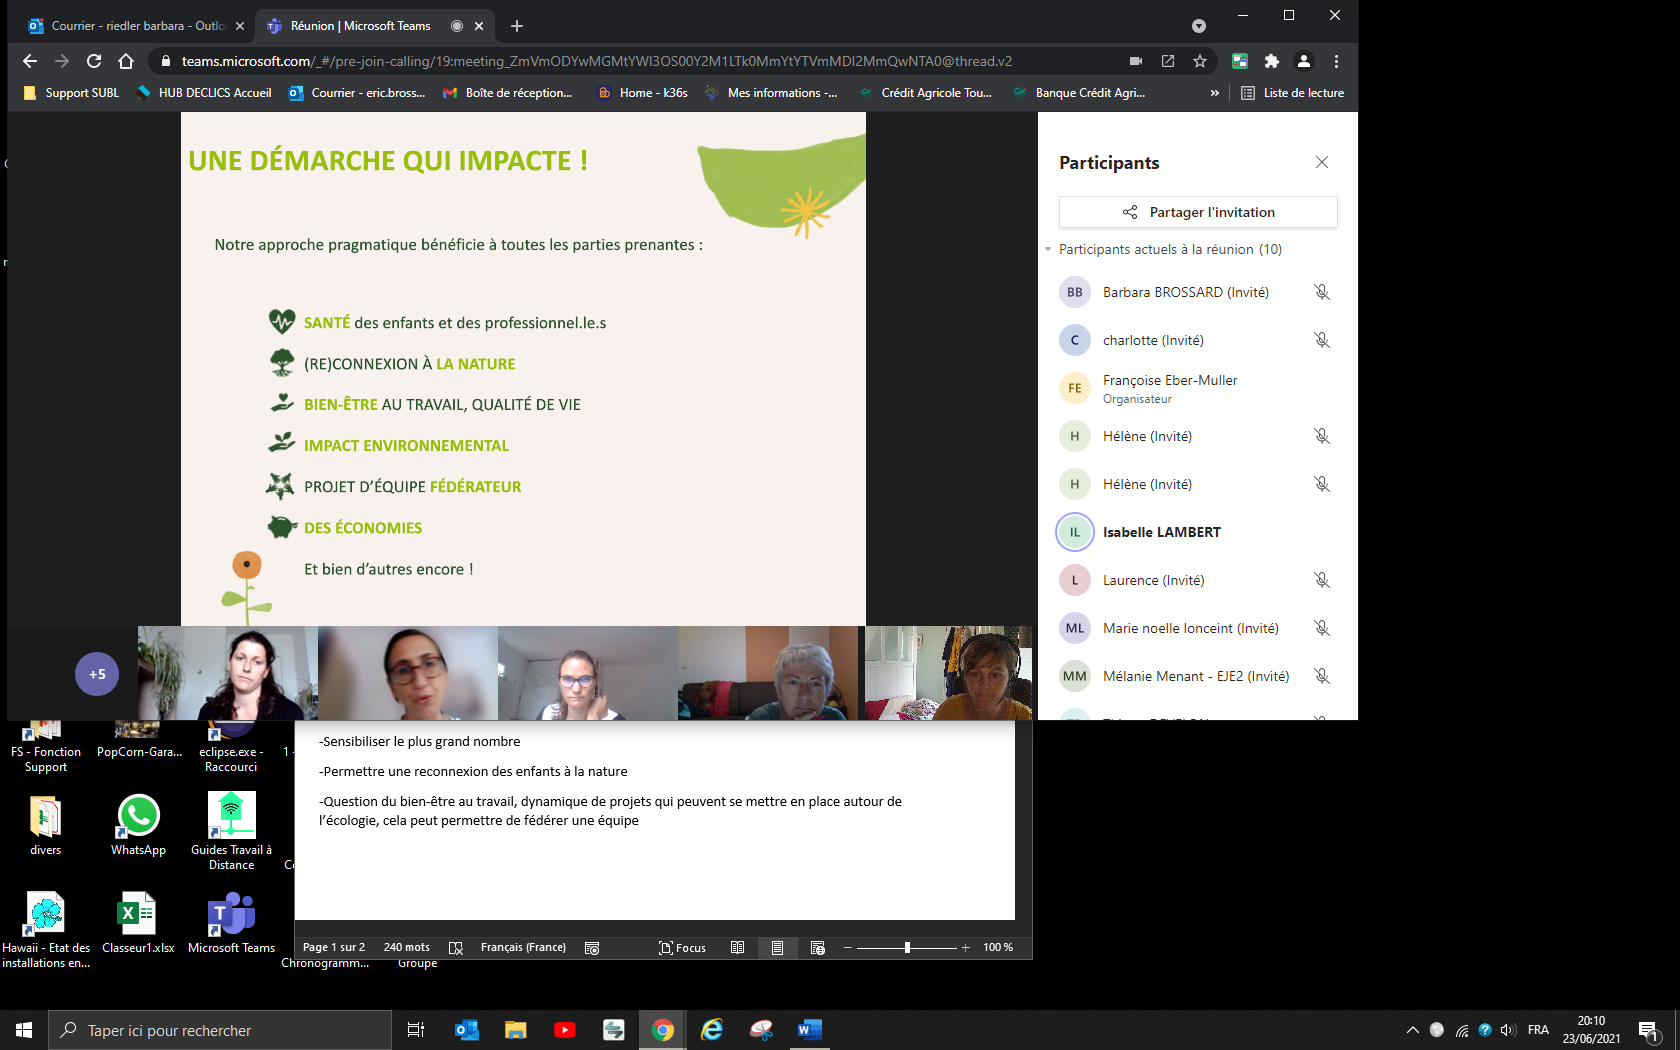 Courrier - riedler barbara - Outlo
Réunion | Microsoft Teams
teams.microsoft.com/_#/pre-join-calling/19:meeting_ZmVmODYwMGMtYWI3OS00Y2M1LTk0MmYtYTVmMDI2MmQwNTA0@thread.v2
Support SUBL
HUB DECLICS Accueil
Courrier - eric.bross...
Boîte de réception...
Home - k36s
Mes informations -...
Crédit Agricole Tou...
Banque Crédit Agri...
»
Liste de lecture
UNE DÉMARCHE QUI IMPACTE !
Notre approche pragmatique bénéficie à toutes les parties prenantes :
SANTÉ des enfants et des professionnel.le.s
(RE)CONNEXION À LA NATURE
BIEN-ÊTRE AU TRAVAIL, QUALITÉ DE VIE
IMPACT ENVIRONNEMENTAL
PROJET D'ÉQUIPE FÉDÉRATEUR
DES ÉCONOMIES
Et bien d'autres encore !
+5
Participants
Partager l'invitation
Participants actuels à la réunion (10)
BB
Barbara BROSSARD (Invité)
C
charlotte (Invité)
FE
Françoise Eber-Muller
Organisateur
H
Hélène (Invité)
H
Hélène (Invité)
IL
Isabelle LAMBERT
L
Laurence (Invité)
ML
Marie noelle lonceint (Invité)
MM
Mélanie Menant - EJE2 (Invité)
-Sensibiliser le plus grand nombre
-Permettre une reconnexion des enfants à la nature
-Question du bien-être au travail, dynamique de projets qui peuvent se mettre en place autour de
l'écologie, cela peut permettre de fédérer une équipe
Page 1 sur 2
240 mots
Français (France)
Focus
100 %
FS - Fonction
Support
PopCorn-Gara...
eclipse.exe -
Raccourci
divers
WhatsApp
Guides Travail à
Distance
Hawaii - Etat des
installations en...
Classeur1.xlsx
Microsoft Teams
Chronogramm...
Groupe
Taper ici pour rechercher
FRA
20:10
23/06/2021
1